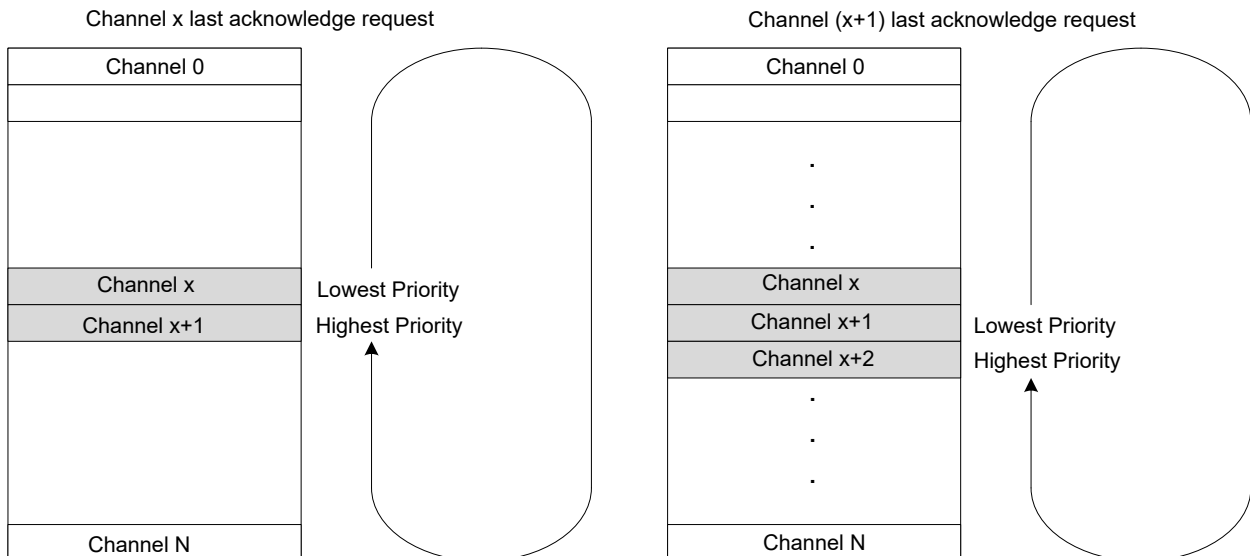 Channel x last acknowledge request
Channel 0
Channel x
Lowest Priority
Channel x+1
Highest Priority
Channel N
Channel (x+1) last acknowledge request
Channel 0
.
.
.
Channel x
Channel x+1
Lowest Priority
Channel x+2
Highest Priority
.
.
.
Channel N